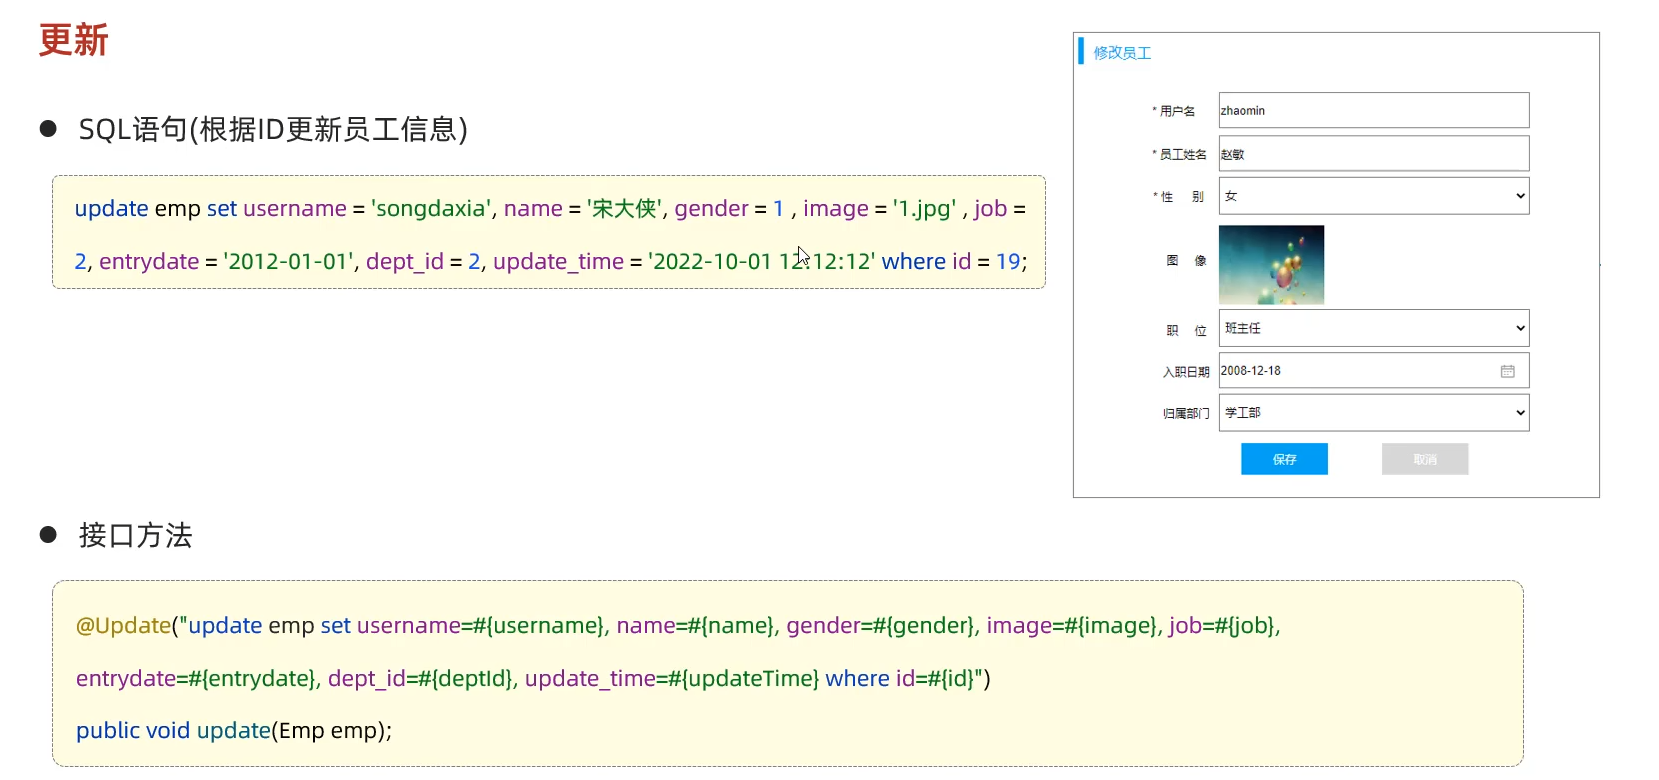 更新
SQL语句(根据ID更新员工信息)
update emp set username = 'songdaxia', name = '宋大侠', gender = 1 , image = '1.jpg' , job =
2, entrydate = '2012-01-01', dept_id = 2, update_time = '2022-10-01 12:12:12' where id = 19;
修改员工
* 用户名 zhaomin
* 员工姓名 赵敏
* 性 别 女
图 像
职 位 班主任
入职日期 2008-12-18
归属部门 学工部
保存 取消
接口方法
@Update("update emp set username=#{username}, name=#{name}, gender=#{gender}, image=#{image}, job=#{job},
entrydate=#{entrydate}, dept_id=#{deptId}, update_time=#{updateTime} where id=#{id}")
public void update(Emp emp);